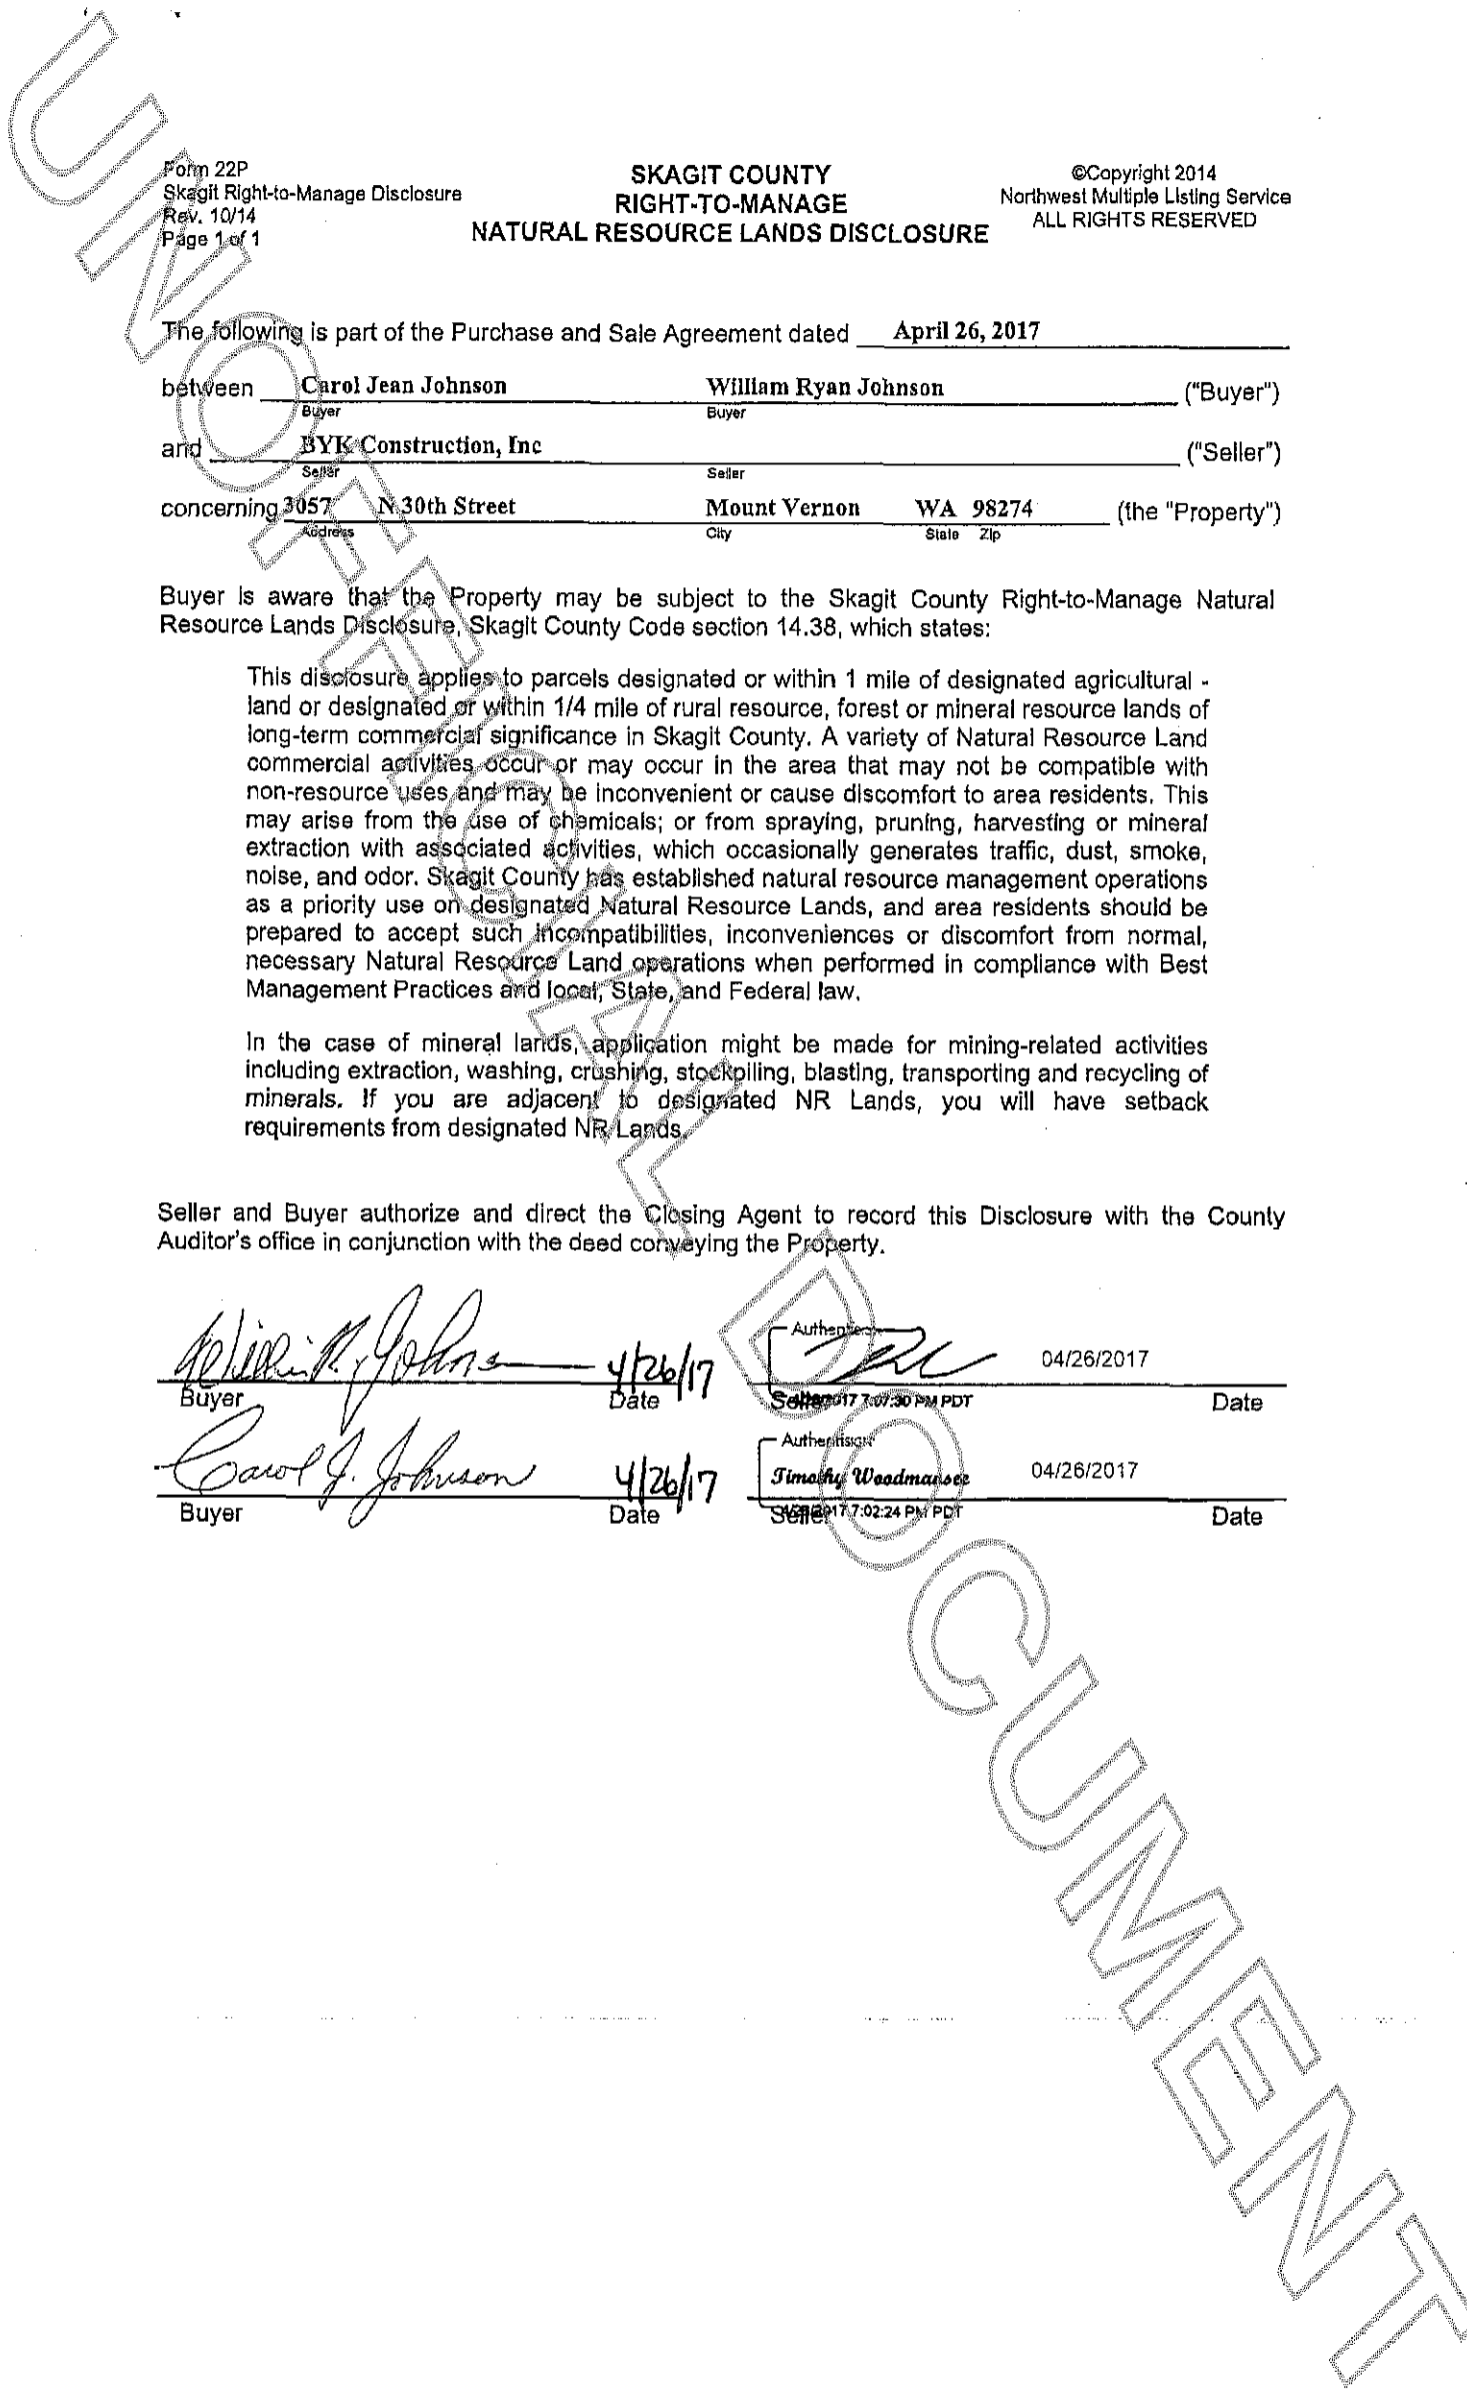 Form 22P
Skagit Right-to-Manage Disclosure
Rev. 10/14
Page 1 of 1
SKAGIT COUNTY
RIGHT-TO-MANAGE
NATURAL RESOURCE LANDS DISCLOSURE
©Copyright 2014
Northwest Multiple Listing Service
ALL RIGHTS RESERVED
The following is part of the Purchase and Sale Agreement dated April 26, 2017
between Carol Jean Johnson William Ryan Johnson ("Buyer")
Buyer Buyer
and BYK Construction, Inc ("Seller")
Seller Seller
concerning 3057 N 30th Street Mount Vernon WA 98274 (the "Property")
Address City State Zip
Buyer is aware that the Property may be subject to the Skagit County Right-to-Manage Natural
Resource Lands Disclosure, Skagit County Code section 14.38, which states:
This disclosure applies to parcels designated or within 1 mile of designated agricultural -
land or designated or within 1/4 mile of rural resource, forest or mineral resource lands of
long-term commercial significance in Skagit County. A variety of Natural Resource Land
commercial activities occur or may occur in the area that may not be compatible with
non-resource uses and may be inconvenient or cause discomfort to area residents. This
may arise from the use of chemicals; or from spraying, pruning, harvesting or mineral
extraction with associated activities, which occasionally generates traffic, dust, smoke,
noise, and odor. Skagit County has established natural resource management operations
as a priority use on designated Natural Resource Lands, and area residents should be
prepared to accept such incompatibilities, inconveniences or discomfort from normal,
necessary Natural Resource Land operations when performed in compliance with Best
Management Practices and local, State, and Federal law.
In the case of mineral lands, application might be made for mining-related activities
including extraction, washing, crushing, stockpiling, blasting, transporting and recycling of
minerals. If you are adjacent to designated NR Lands, you will have setback
requirements from designated NR Lands.
Seller and Buyer authorize and direct the Closing Agent to record this Disclosure with the County
Auditor's office in conjunction with the deed conveying the Property.
William R. Johnson 4/26/17 Authentisign 04/26/2017
Buyer Date Seller 7:07:30 PM PDT Date
Carol J. Johnson 4/26/17 Authentisign Timothy Woodmansee 04/26/2017
Buyer Date Seller 7:02:24 PM PDT Date
UNOFFICIAL DOCUMENT